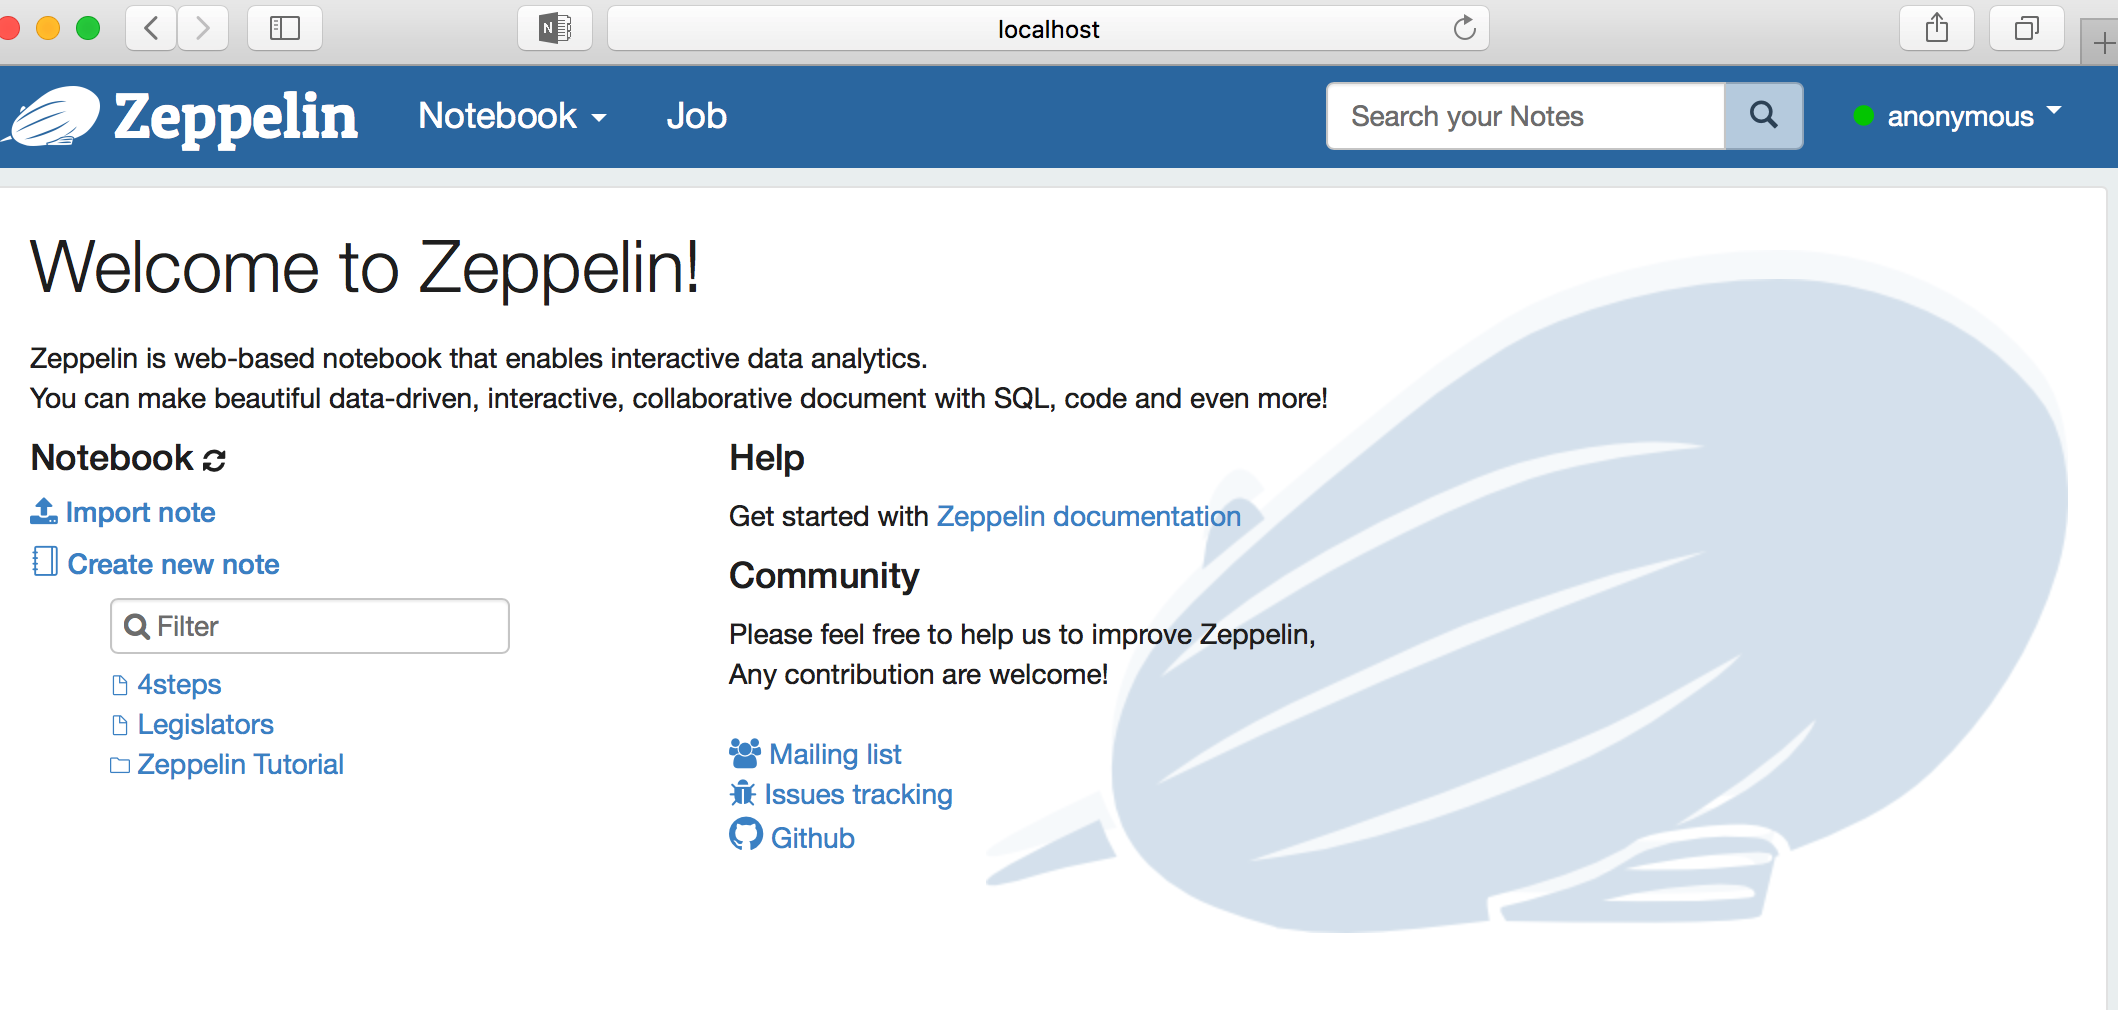 localhost
Zeppelin Notebook Job Search your Notes anonymous
Welcome to Zeppelin!
Zeppelin is web-based notebook that enables interactive data analytics.
You can make beautiful data-driven, interactive, collaborative document with SQL, code and even more!
Notebook
Import note
Create new note
Filter
4steps
Legislators
Zeppelin Tutorial
Help
Get started with Zeppelin documentation
Community
Please feel free to help us to improve Zeppelin,
Any contribution are welcome!
Mailing list
Issues tracking
Github